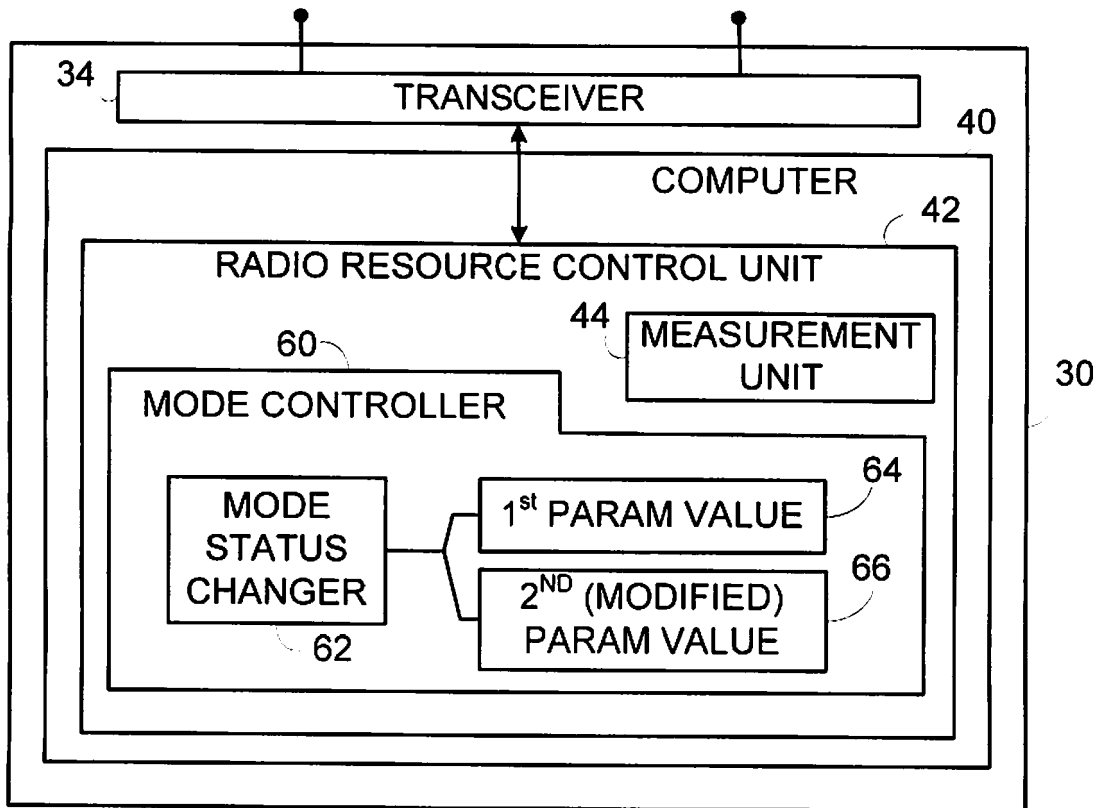 34
TRANSCEIVER
40
COMPUTER
42
RADIO RESOURCE CONTROL UNIT
44
MEASUREMENT
UNIT
60
30
MODE CONTROLLER
MODE
STATUS
CHANGER
62
1st PARAM VALUE
64
2ND (MODIFIED)
PARAM VALUE
66